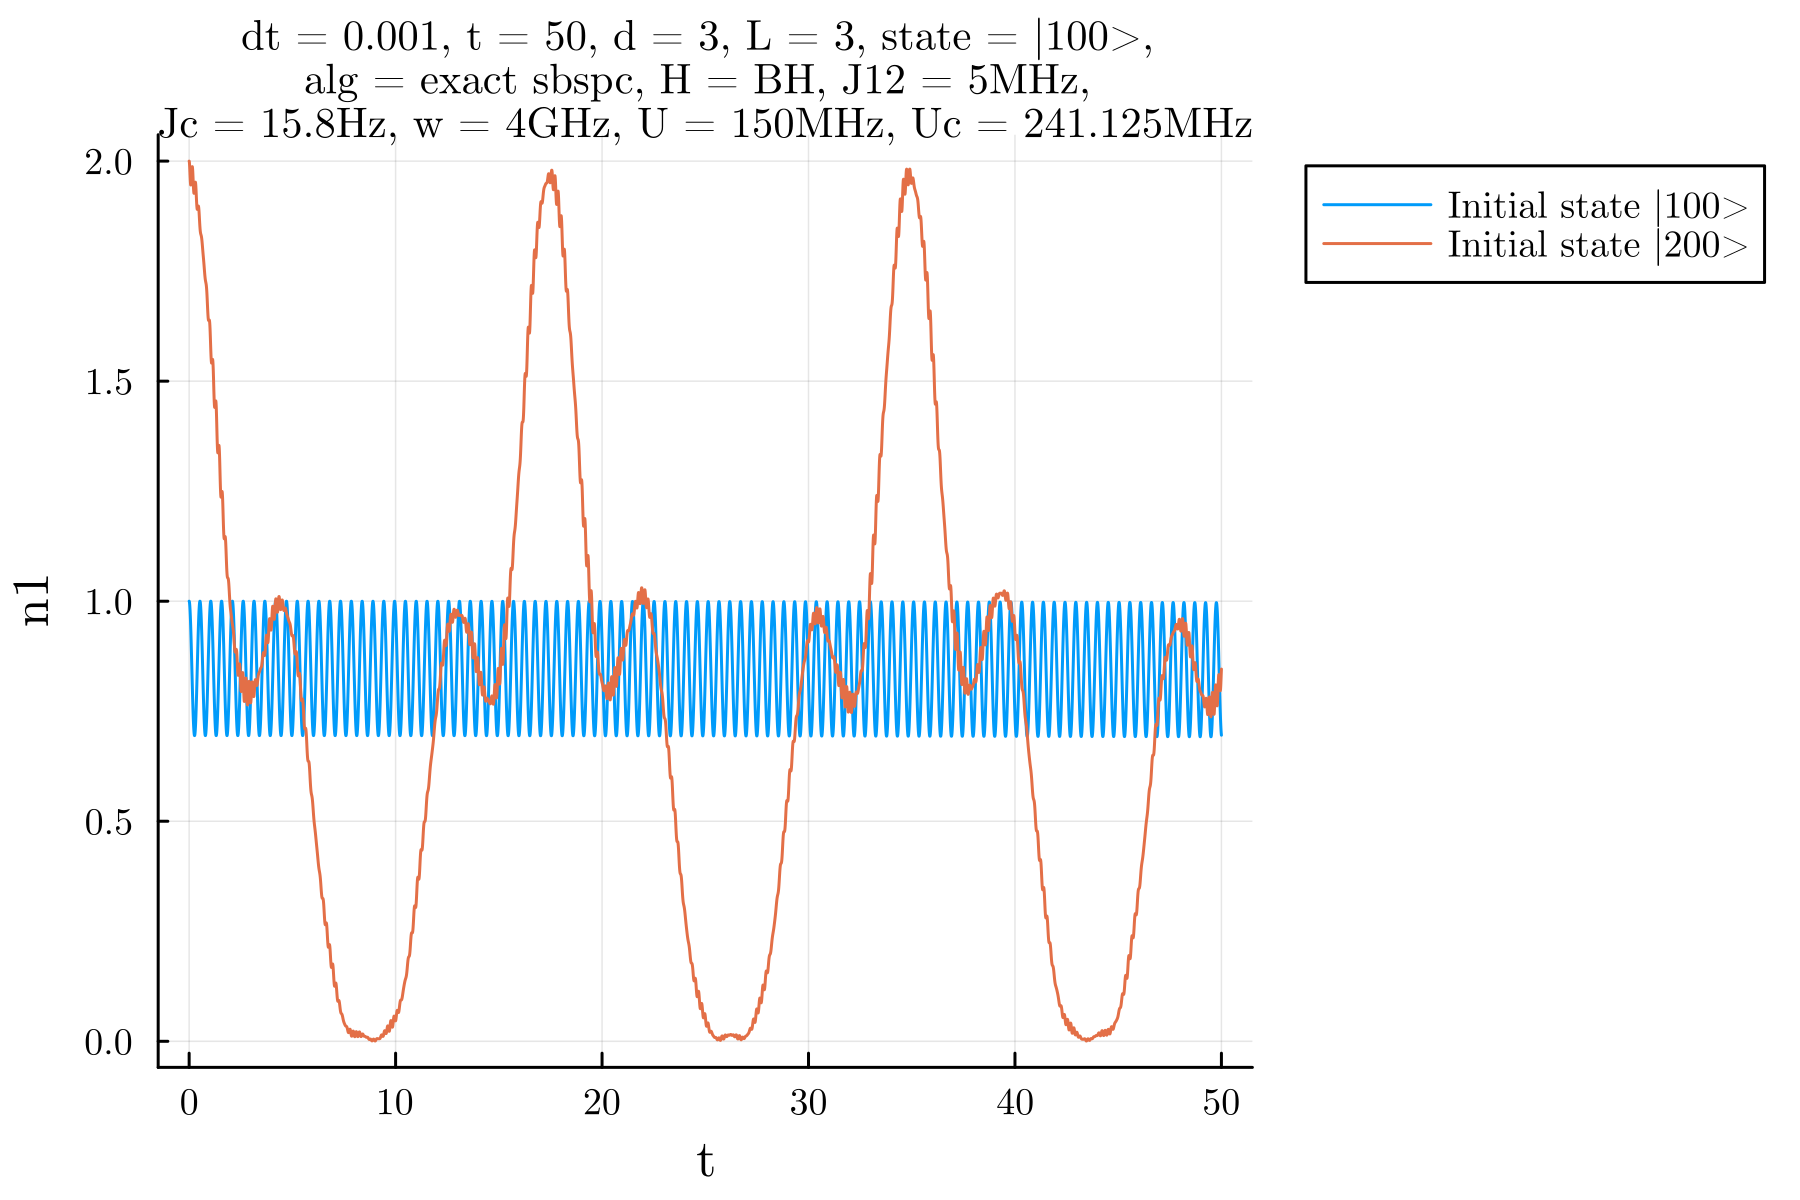 dt = 0.001, t = 50, d = 3, L = 3, state = |100>,
alg = exact sbspc, H = BH, J12 = 5MHz,
Jc = 15.8Hz, w = 4GHz, U = 150MHz, Uc = 241.125MHz
2.0
1.5
1.0
0.5
0.0
n1
0 10 20 30 40 50
t
Initial state |100>
Initial state |200>